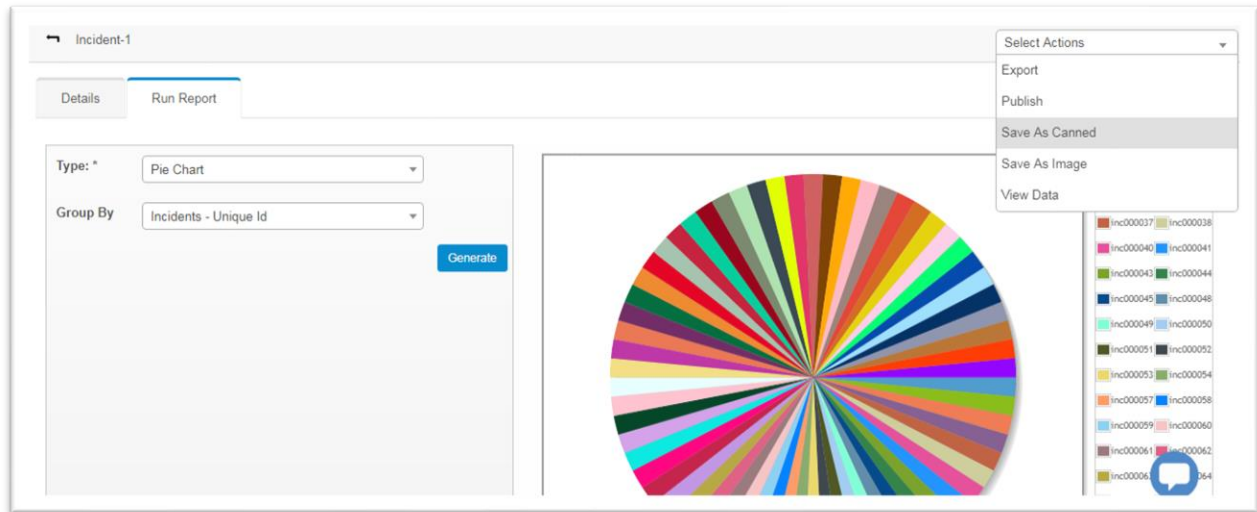 Incident-1
Select Actions
Export
Publish
Save As Canned
Save As Image
View Data
Details
Run Report
Type: *
Pie Chart
Group By
Incidents - Unique Id
Generate
inc000037 inc000038
inc000040 inc000041
inc000043 inc000044
inc000045 inc000048
inc000049 inc000050
inc000051 inc000052
inc000053 inc000054
inc000057 inc000058
inc000059 inc000060
inc000061 inc000062